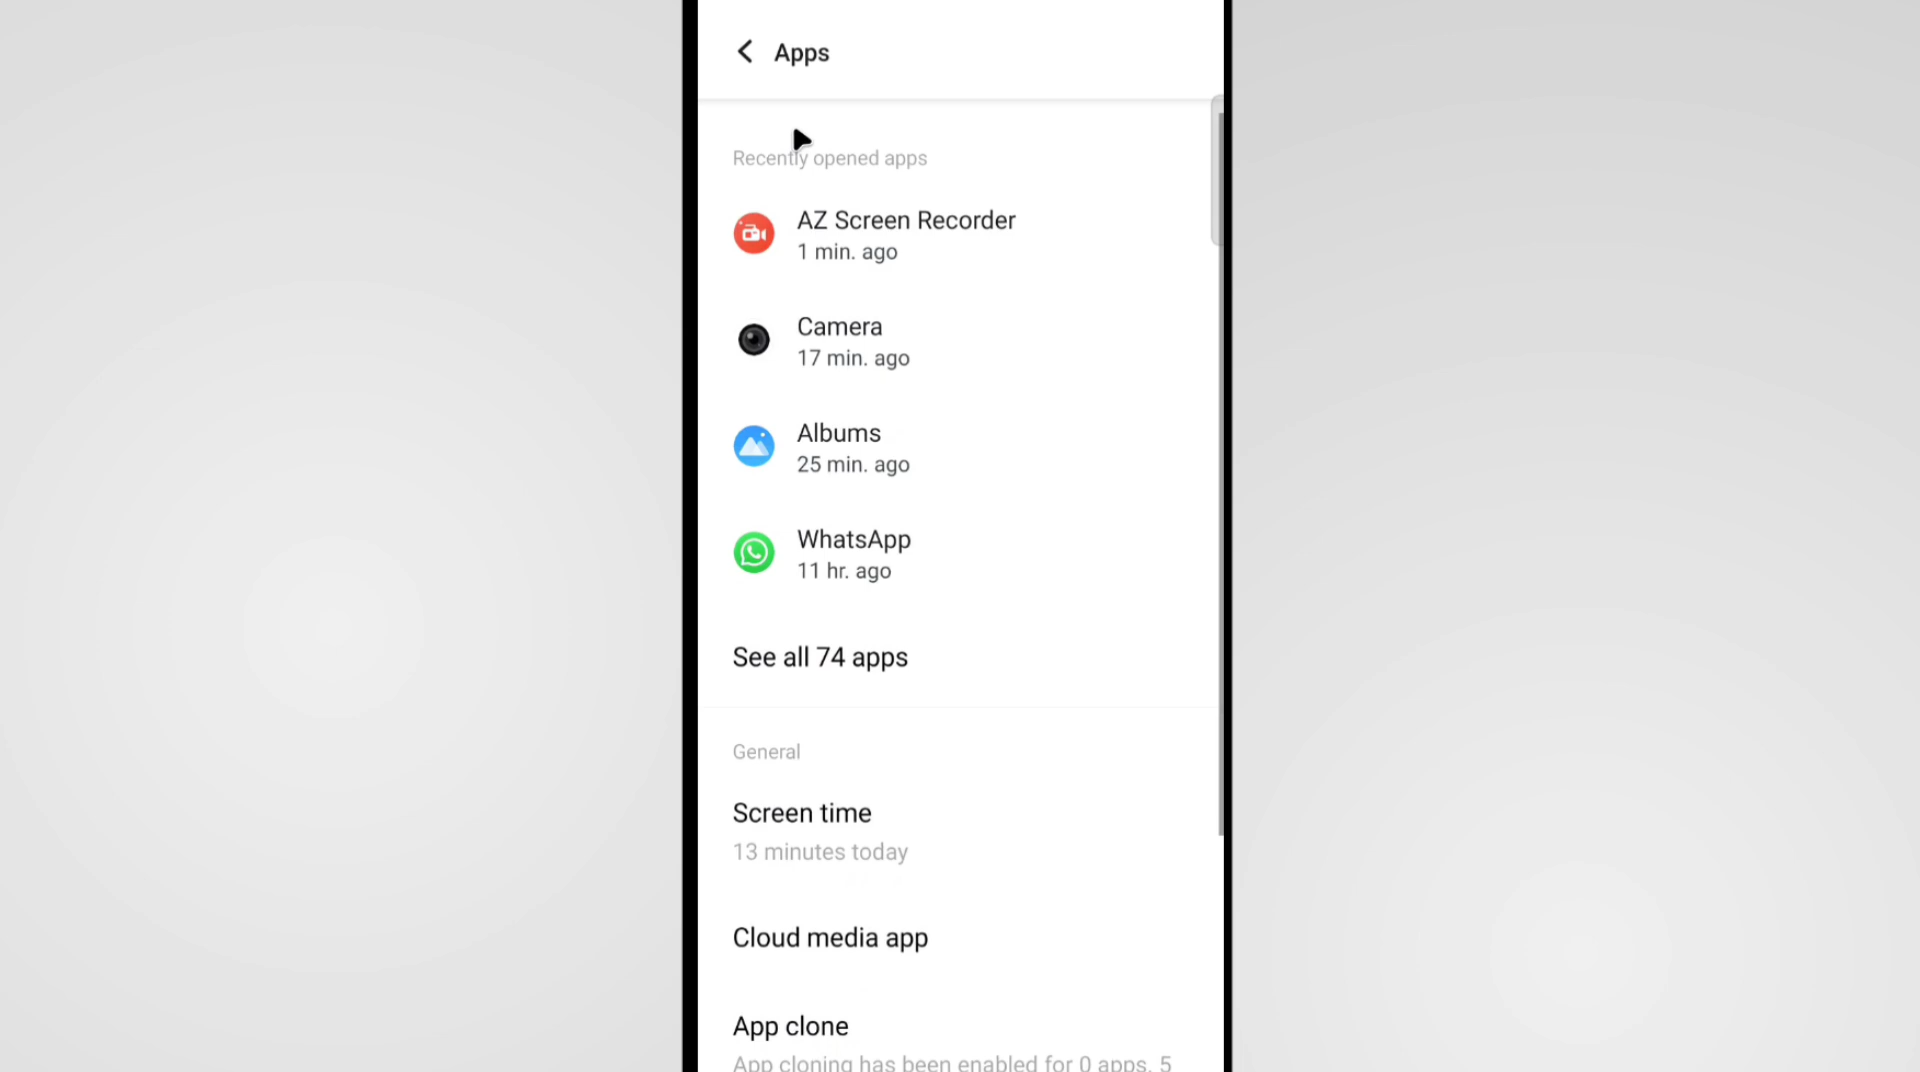 Apps
Recently opened apps
AZ Screen Recorder
1 min. ago
Camera
17 min. ago
Albums
25 min. ago
WhatsApp
11 hr. ago
See all 74 apps
General
Screen time
13 minutes today
Cloud media app
App clone
App cloning has been enabled for 0 apps, 5